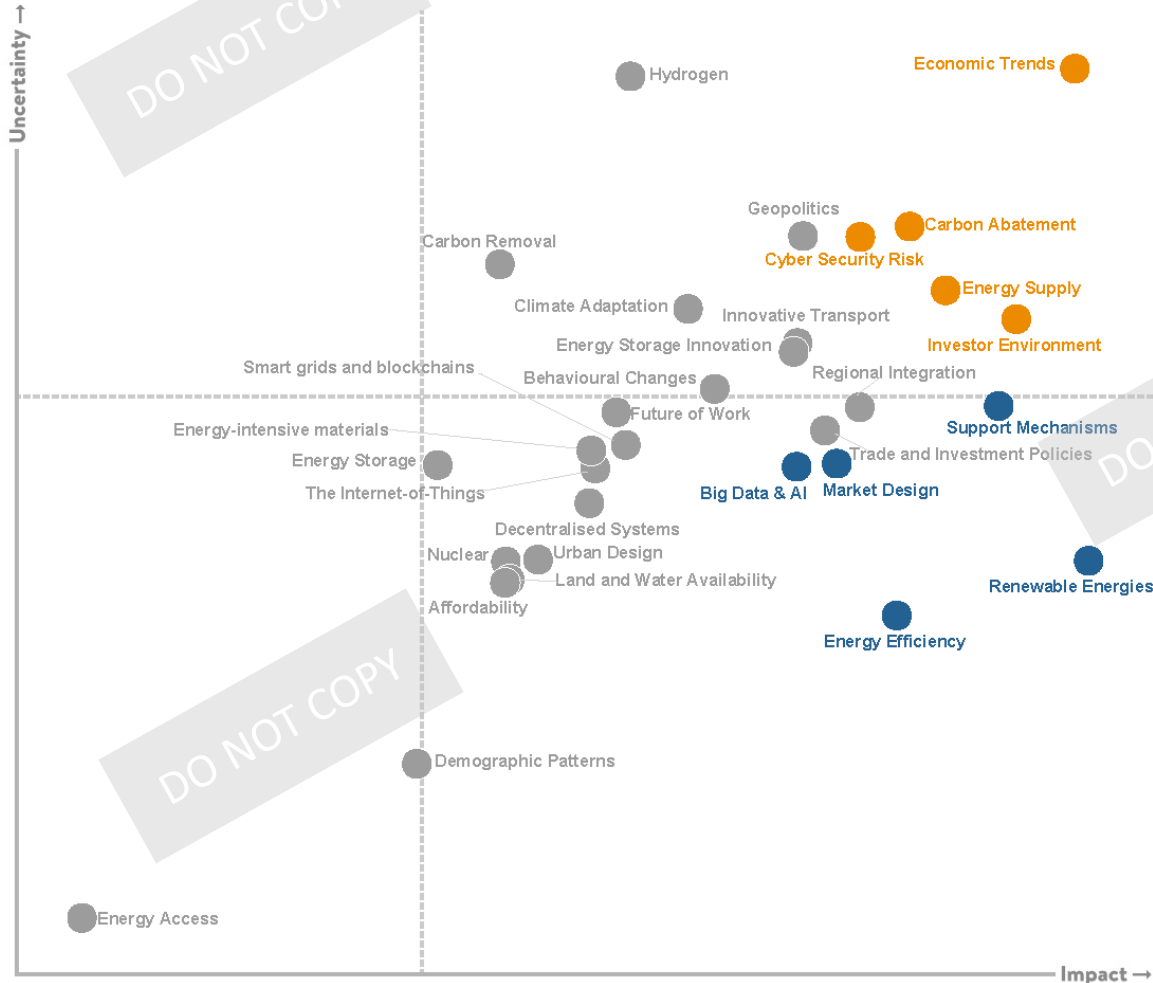 DO NOT COPY
Uncertainty →
Hydrogen
Economic Trends
Geopolitics
Carbon Abatement
Carbon Removal
Cyber Security Risk
Energy Supply
Climate Adaptation
Innovative Transport
Energy Storage Innovation
Investor Environment
Smart grids and blockchains
Behavioural Changes
Regional Integration
Future of Work
Support Mechanisms
Energy-intensive materials
Trade and Investment Policies
DO
Energy Storage
The Internet-of-Things
Big Data & AI
Market Design
Decentralised Systems
Nuclear
Urban Design
Land and Water Availability
Renewable Energies
Affordability
Energy Efficiency
DO NOT COPY
Demographic Patterns
Energy Access
Impact →